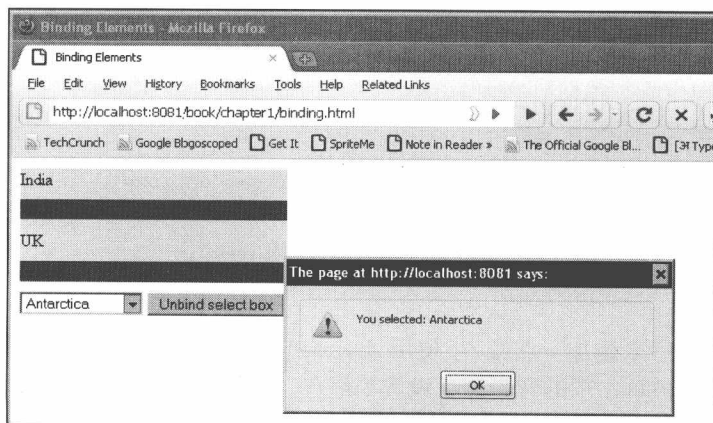 Binding Elements - Mozilla Firefox
Binding Elements
File Edit View History Bookmarks Tools Help Related Links
http://localhost:8081/book/chapter1/binding.html
TechCrunch Google Blogoscoped Get It SpriteMe Note in Reader » The Official Google Bl... [अ Type
India
UK
The page at http://localhost:8081 says:
Antarctica Unbind select box
You selected: Antarctica
OK